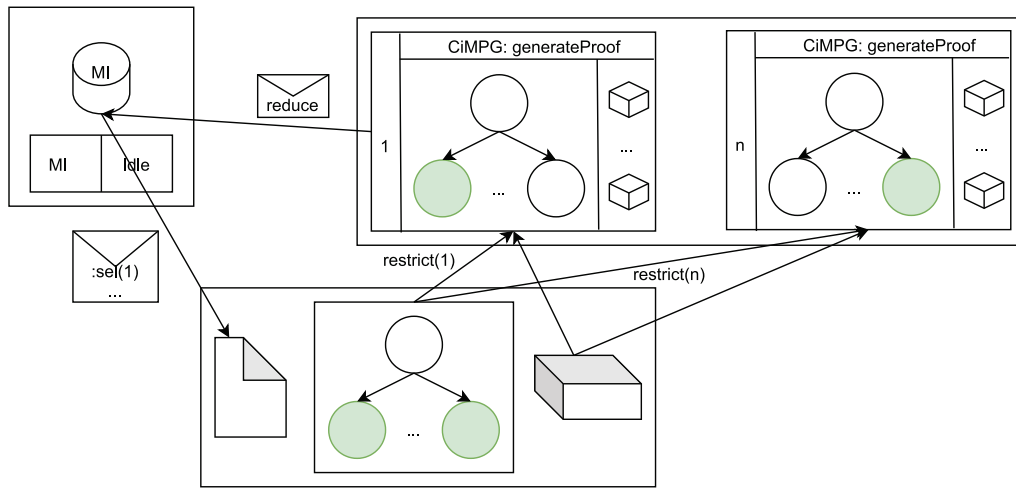 MI
MI
Idle
:sel(1)
...
reduce
CiMPG: generateProof
1
...
...
CiMPG: generateProof
n
...
...
restrict(1)
restrict(n)
...